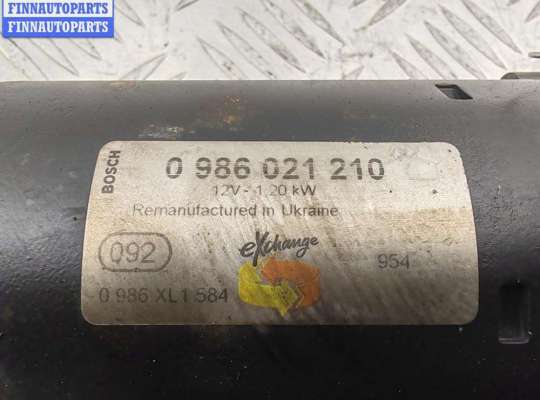 FINNAUTOPARTS
FINNAUTOPARTS
BOSCH
0 986 021 210
12V - 1,20 kW
Remanufactured in Ukraine
092
eXchange
954
0 986 XL1 584